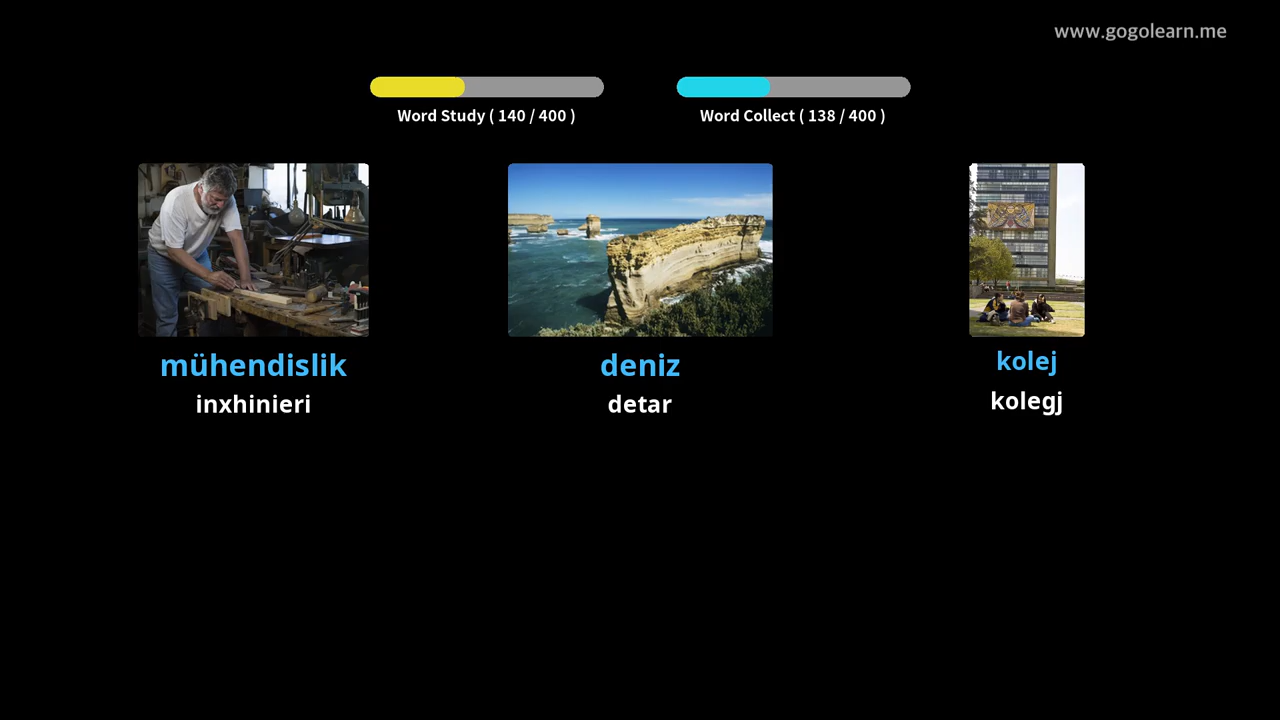 www.gogolearn.me
Word Study ( 140 / 400 )
Word Collect ( 138 / 400 )
mühendislik
inxhinieri
deniz
detar
kolej
kolegj